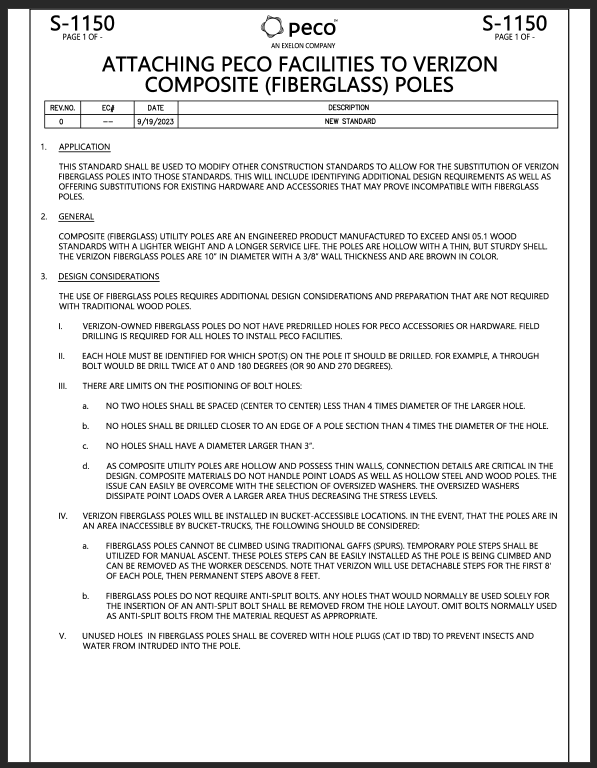 S-1150
PAGE 1 OF -
peco™
AN EXELON COMPANY
S-1150
PAGE 1 OF -
ATTACHING PECO FACILITIES TO VERIZON
COMPOSITE (FIBERGLASS) POLES
REV.NO. EC# DATE DESCRIPTION
0 -- 9/19/2023 NEW STANDARD
1. APPLICATION
THIS STANDARD SHALL BE USED TO MODIFY OTHER CONSTRUCTION STANDARDS TO ALLOW FOR THE SUBSTITUTION OF VERIZON
FIBERGLASS POLES INTO THOSE STANDARDS. THIS WILL INCLUDE IDENTIFYING ADDITIONAL DESIGN REQUIREMENTS AS WELL AS
OFFERING SUBSTITUTIONS FOR EXISTING HARDWARE AND ACCESSORIES THAT MAY PROVE INCOMPATIBLE WITH FIBERGLASS
POLES.
2. GENERAL
COMPOSITE (FIBERGLASS) UTILITY POLES ARE AN ENGINEERED PRODUCT MANUFACTURED TO EXCEED ANSI 05.1 WOOD
STANDARDS WITH A LIGHTER WEIGHT AND A LONGER SERVICE LIFE. THE POLES ARE HOLLOW WITH A THIN, BUT STURDY SHELL.
THE VERIZON FIBERGLASS POLES ARE 10" IN DIAMETER WITH A 3/8" WALL THICKNESS AND ARE BROWN IN COLOR.
3. DESIGN CONSIDERATIONS
THE USE OF FIBERGLASS POLES REQUIRES ADDITIONAL DESIGN CONSIDERATIONS AND PREPARATION THAT ARE NOT REQUIRED
WITH TRADITIONAL WOOD POLES.
I. VERIZON-OWNED FIBERGLASS POLES DO NOT HAVE PREDRILLED HOLES FOR PECO ACCESSORIES OR HARDWARE. FIELD
DRILLING IS REQUIRED FOR ALL HOLES TO INSTALL PECO FACILITIES.
II. EACH HOLE MUST BE IDENTIFIED FOR WHICH SPOT(S) ON THE POLE IT SHOULD BE DRILLED. FOR EXAMPLE, A THROUGH
BOLT WOULD BE DRILL TWICE AT 0 AND 180 DEGREES (OR 90 AND 270 DEGREES).
III. THERE ARE LIMITS ON THE POSITIONING OF BOLT HOLES:
a. NO TWO HOLES SHALL BE SPACED (CENTER TO CENTER) LESS THAN 4 TIMES DIAMETER OF THE LARGER HOLE.
b. NO HOLES SHALL BE DRILLED CLOSER TO AN EDGE OF A POLE SECTION THAN 4 TIMES THE DIAMETER OF THE HOLE.
c. NO HOLES SHALL HAVE A DIAMETER LARGER THAN 3".
d. AS COMPOSITE UTILITY POLES ARE HOLLOW AND POSSESS THIN WALLS, CONNECTION DETAILS ARE CRITICAL IN THE
DESIGN. COMPOSITE MATERIALS DO NOT HANDLE POINT LOADS AS WELL AS HOLLOW STEEL AND WOOD POLES. THE
ISSUE CAN EASILY BE OVERCOME WITH THE SELECTION OF OVERSIZED WASHERS. THE OVERSIZED WASHERS
DISSIPATE POINT LOADS OVER A LARGER AREA THUS DECREASING THE STRESS LEVELS.
IV. VERIZON FIBERGLASS POLES WILL BE INSTALLED IN BUCKET-ACCESSIBLE LOCATIONS. IN THE EVENT, THAT THE POLES ARE IN
AN AREA INACCESSIBLE BY BUCKET-TRUCKS, THE FOLLOWING SHOULD BE CONSIDERED:
a. FIBERGLASS POLES CANNOT BE CLIMBED USING TRADITIONAL GAFFS (SPURS). TEMPORARY POLE STEPS SHALL BE
UTILIZED FOR MANUAL ASCENT. THESE POLES STEPS CAN BE EASILY INSTALLED AS THE POLE IS BEING CLIMBED AND
CAN BE REMOVED AS THE WORKER DESCENDS. NOTE THAT VERIZON WILL USE DETACHABLE STEPS FOR THE FIRST 8'
OF EACH POLE, THEN PERMANENT STEPS ABOVE 8 FEET.
b. FIBERGLASS POLES DO NOT REQUIRE ANTI-SPLIT BOLTS. ANY HOLES THAT WOULD NORMALLY BE USED SOLELY FOR
THE INSERTION OF AN ANTI-SPLIT BOLT SHALL BE REMOVED FROM THE HOLE LAYOUT. OMIT BOLTS NORMALLY USED
AS ANTI-SPLIT BOLTS FROM THE MATERIAL REQUEST AS APPROPRIATE.
V. UNUSED HOLES IN FIBERGLASS POLES SHALL BE COVERED WITH HOLE PLUGS (CAT ID TBD) TO PREVENT INSECTS AND
WATER FROM INTRUDED INTO THE POLE.